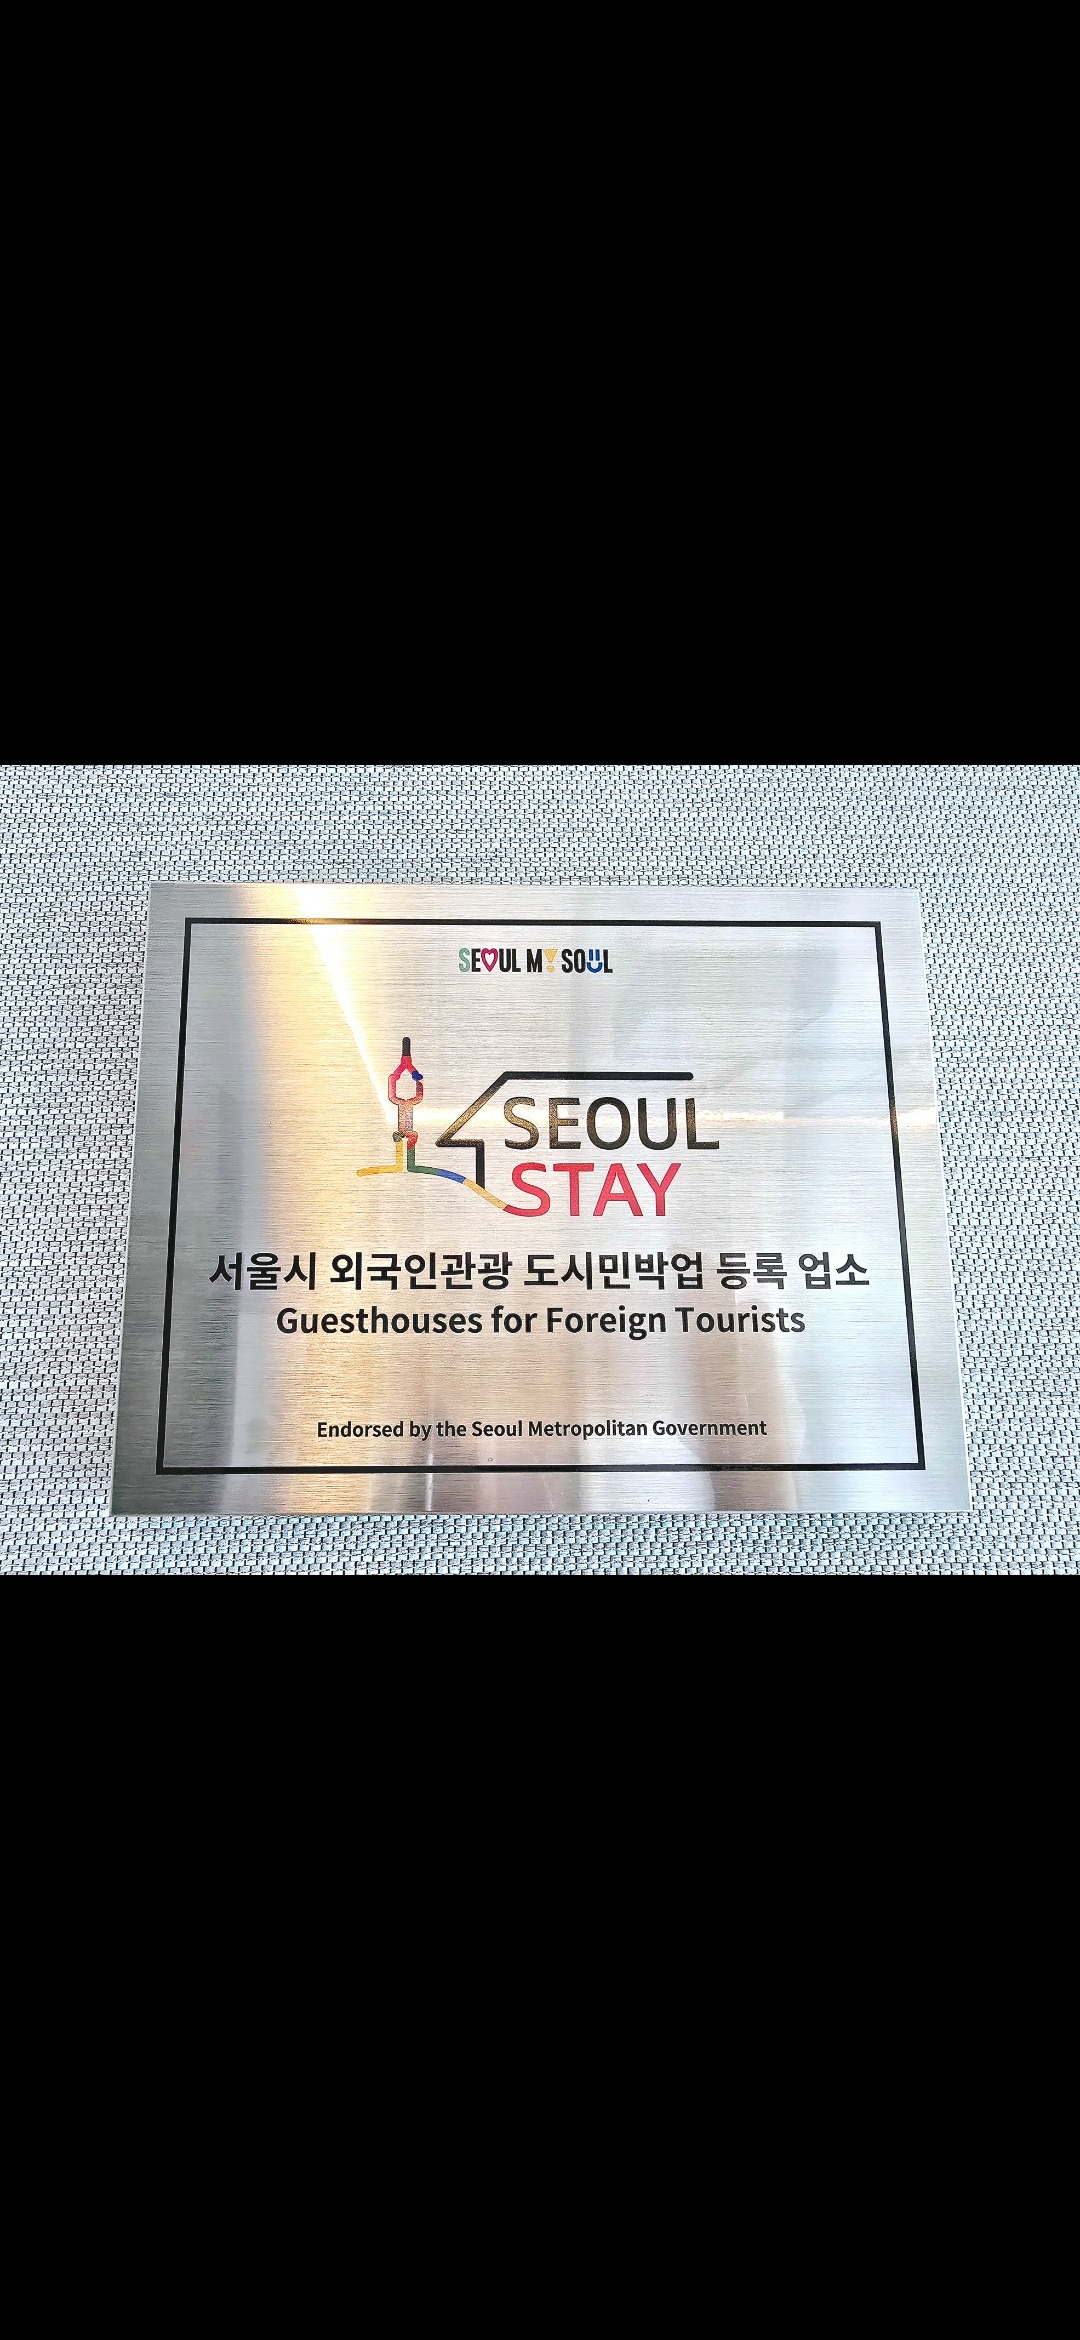 SEOUL MY SOUL
SEOUL
STAY
서울시 외국인관광 도시민박업 등록 업소
Guesthouses for Foreign Tourists
Endorsed by the Seoul Metropolitan Government